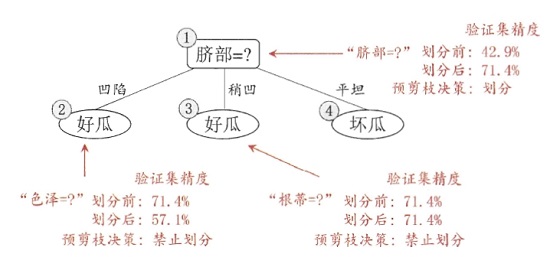 验证集精度
①
脐部=?
“脐部=?” 划分前: 42.9%
划分后: 71.4%
预剪枝决策: 划分
凹陷
稍凹
平坦
②
好瓜
③
好瓜
④
坏瓜
验证集精度
“色泽=?” 划分前: 71.4%
划分后: 57.1%
预剪枝决策: 禁止划分
验证集精度
“根蒂=?” 划分前: 71.4%
划分后: 71.4%
预剪枝决策: 禁止划分